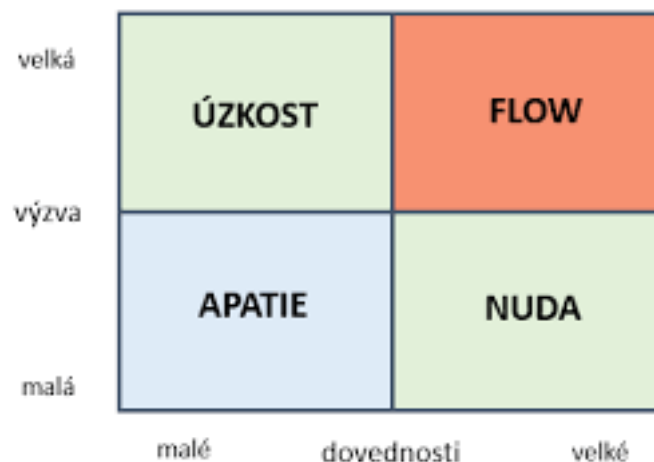 velká
ÚZKOST FLOW
výzva
APATIE NUDA
malá
malé dovednosti velké